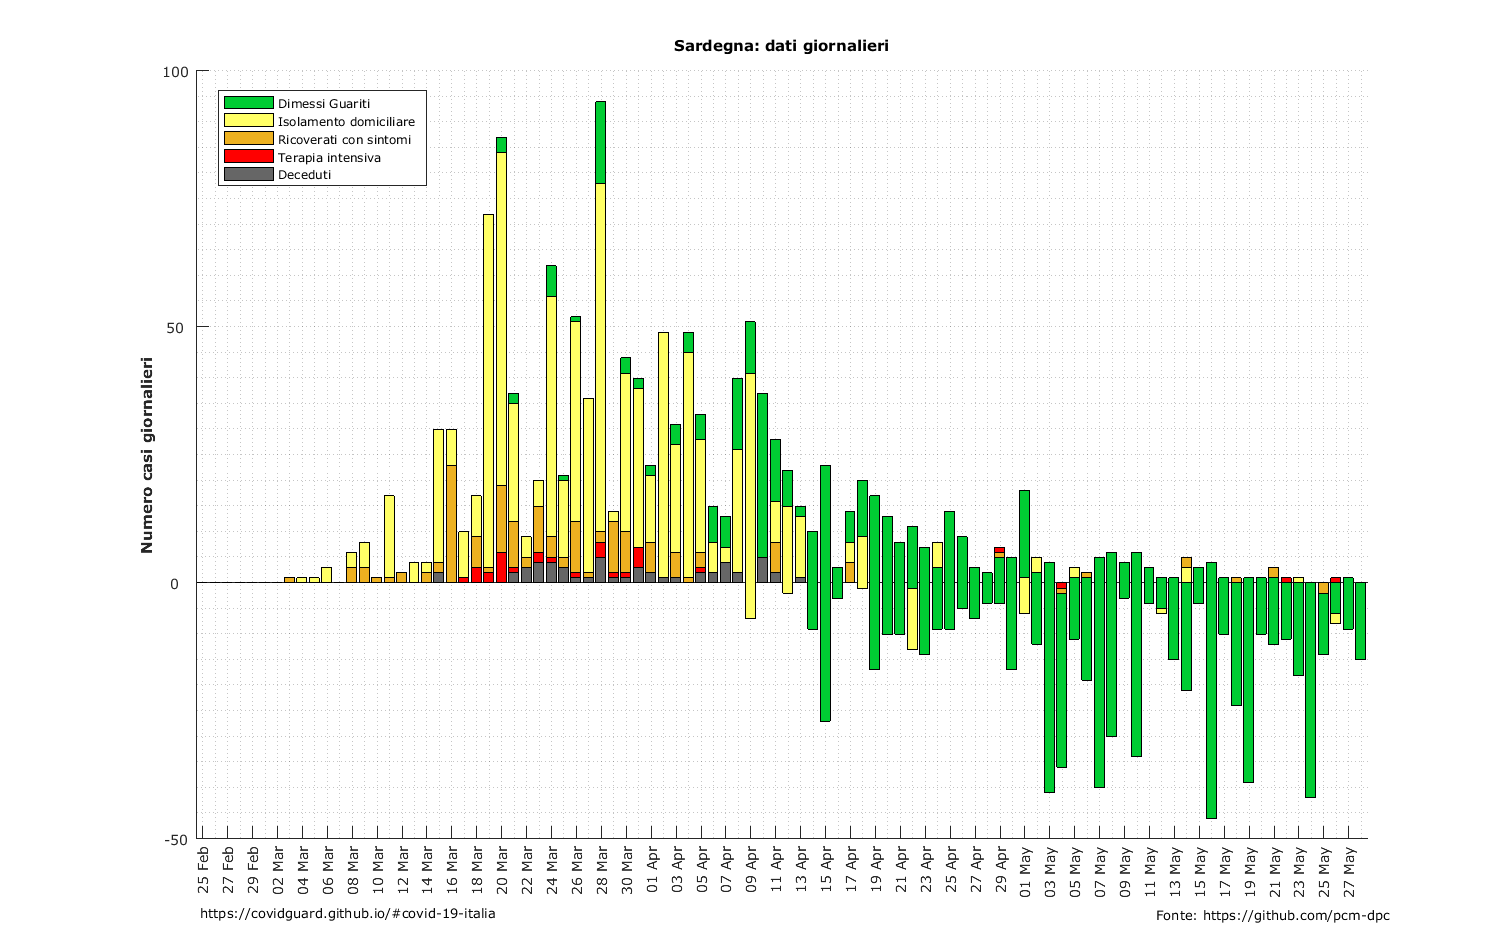 Sardegna: dati giornalieri
100
50
0
-50
Numero casi giornalieri
Dimessi Guariti
Isolamento domiciliare
Ricoverati con sintomi
Terapia intensiva
Deceduti
25 Feb
27 Feb
29 Feb
02 Mar
04 Mar
06 Mar
08 Mar
10 Mar
12 Mar
14 Mar
16 Mar
18 Mar
20 Mar
22 Mar
24 Mar
26 Mar
28 Mar
30 Mar
01 Apr
03 Apr
05 Apr
07 Apr
09 Apr
11 Apr
13 Apr
15 Apr
17 Apr
19 Apr
21 Apr
23 Apr
25 Apr
27 Apr
29 Apr
01 May
03 May
05 May
07 May
09 May
11 May
13 May
15 May
17 May
19 May
21 May
23 May
25 May
27 May
https://covidguard.github.io/#covid-19-italia
Fonte: https://github.com/pcm-dpc